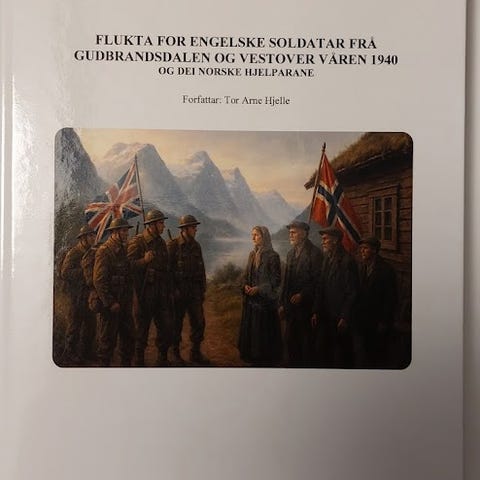 FLUKTA FOR ENGELSKE SOLDATAR FRÅ
GUDBRANDSDALEN OG VESTOVER VÅREN 1940
OG DEI NORSKE HJELPARANE
Forfattar: Tor Arne Hjelle